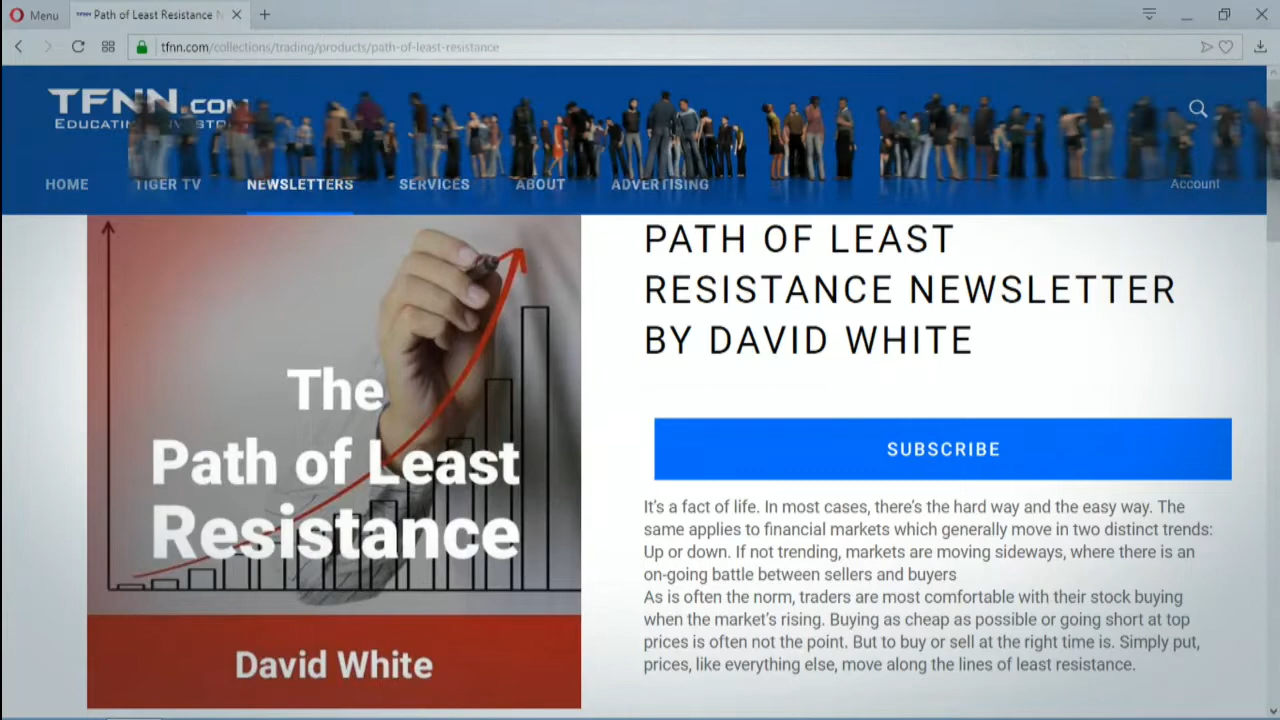 Menu
Path of Least Resistance N
tfnn.com/collections/trading/products/path-of-least-resistance
TFNN.COM
EDUCATIN INVESTOR
HOME TIGER TV NEWSLETTERS SERVICES ABOUT ADVERTISING Account
The
Path of Least
Resistance
David White
PATH OF LEAST
RESISTANCE NEWSLETTER
BY DAVID WHITE
SUBSCRIBE
It's a fact of life. In most cases, there's the hard way and the easy way. The
same applies to financial markets which generally move in two distinct trends:
Up or down. If not trending, markets are moving sideways, where there is an
on-going battle between sellers and buyers
As is often the norm, traders are most comfortable with their stock buying
when the market's rising. Buying as cheap as possible or going short at top
prices is often not the point. But to buy or sell at the right time is. Simply put,
prices, like everything else, move along the lines of least resistance.